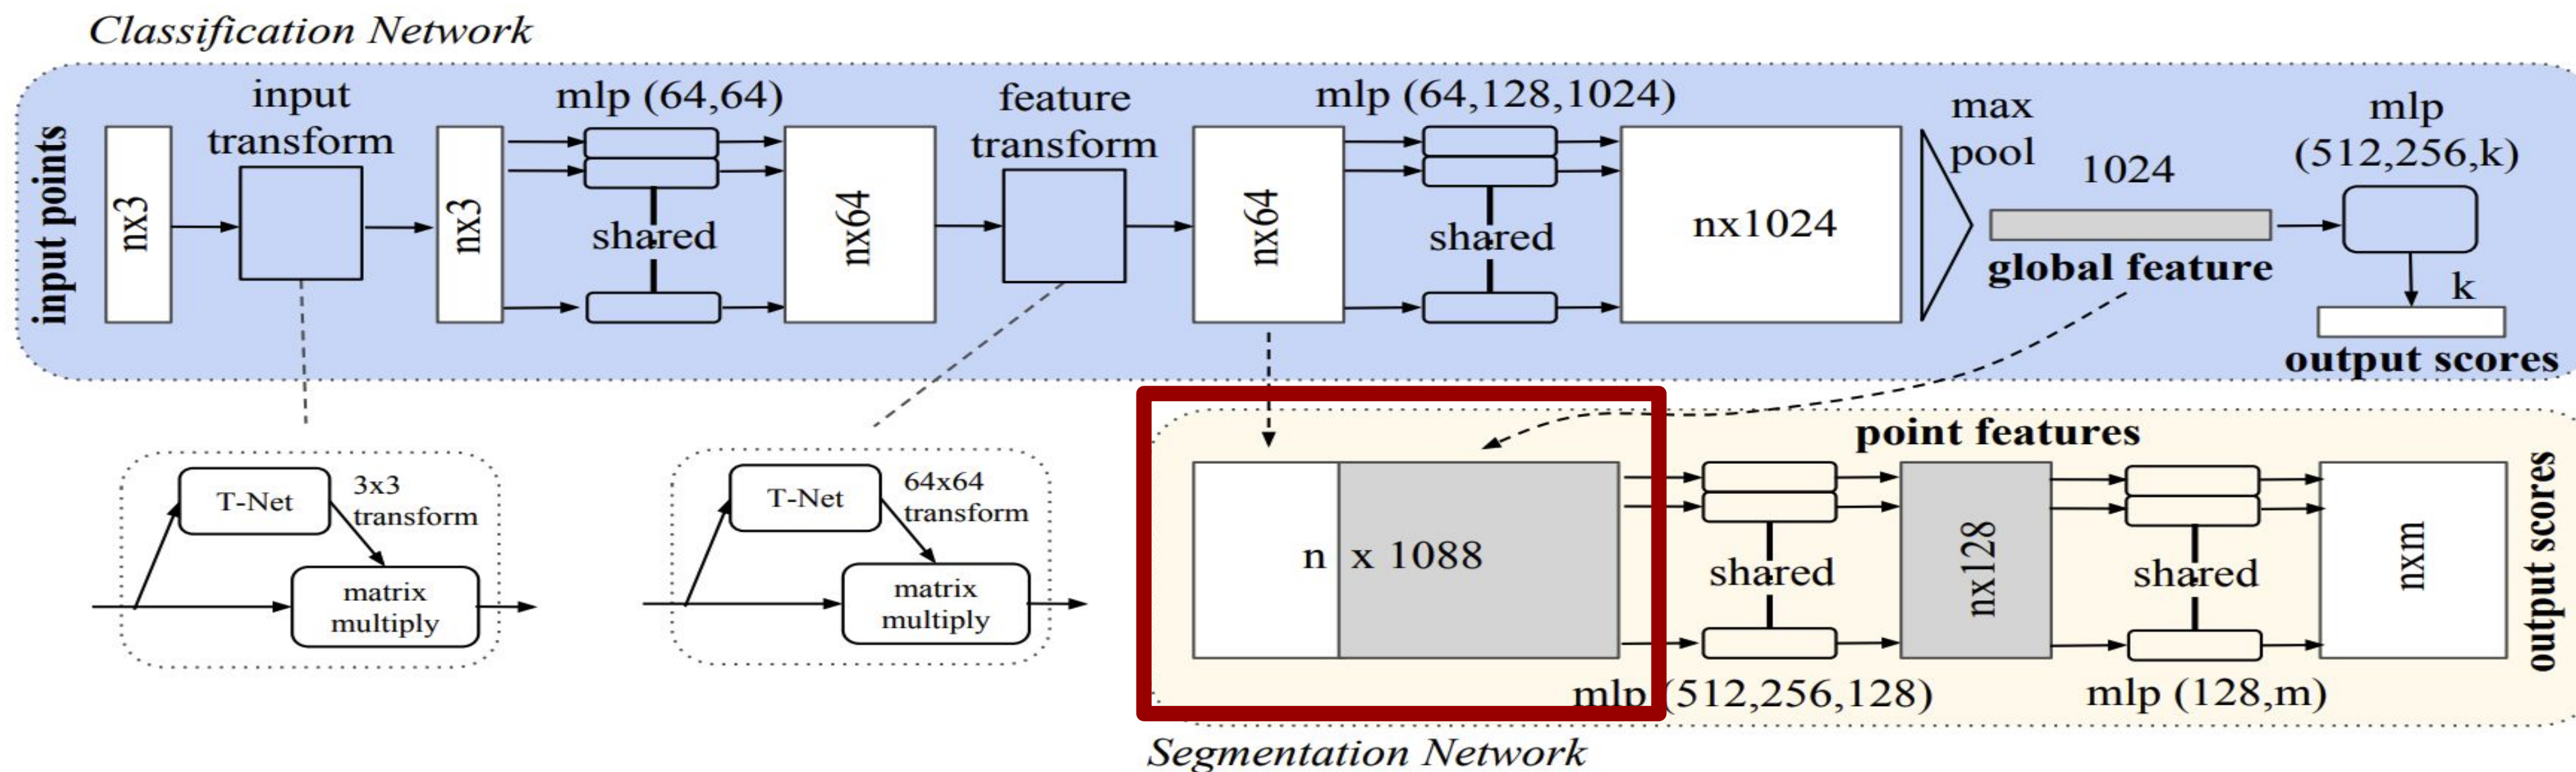 Classification Network
input points
nx3
input
transform
nx3
mlp (64,64)
shared
nx64
feature
transform
nx64
mlp (64,128,1024)
shared
nx1024
max
pool
1024
global feature
mlp
(512,256,k)
k
output scores
T-Net
3x3
transform
matrix
multiply
T-Net
64x64
transform
matrix
multiply
n x 1088
point features
shared
mlp (512,256,128)
nx128
shared
mlp (128,m)
nxm
output scores
Segmentation Network